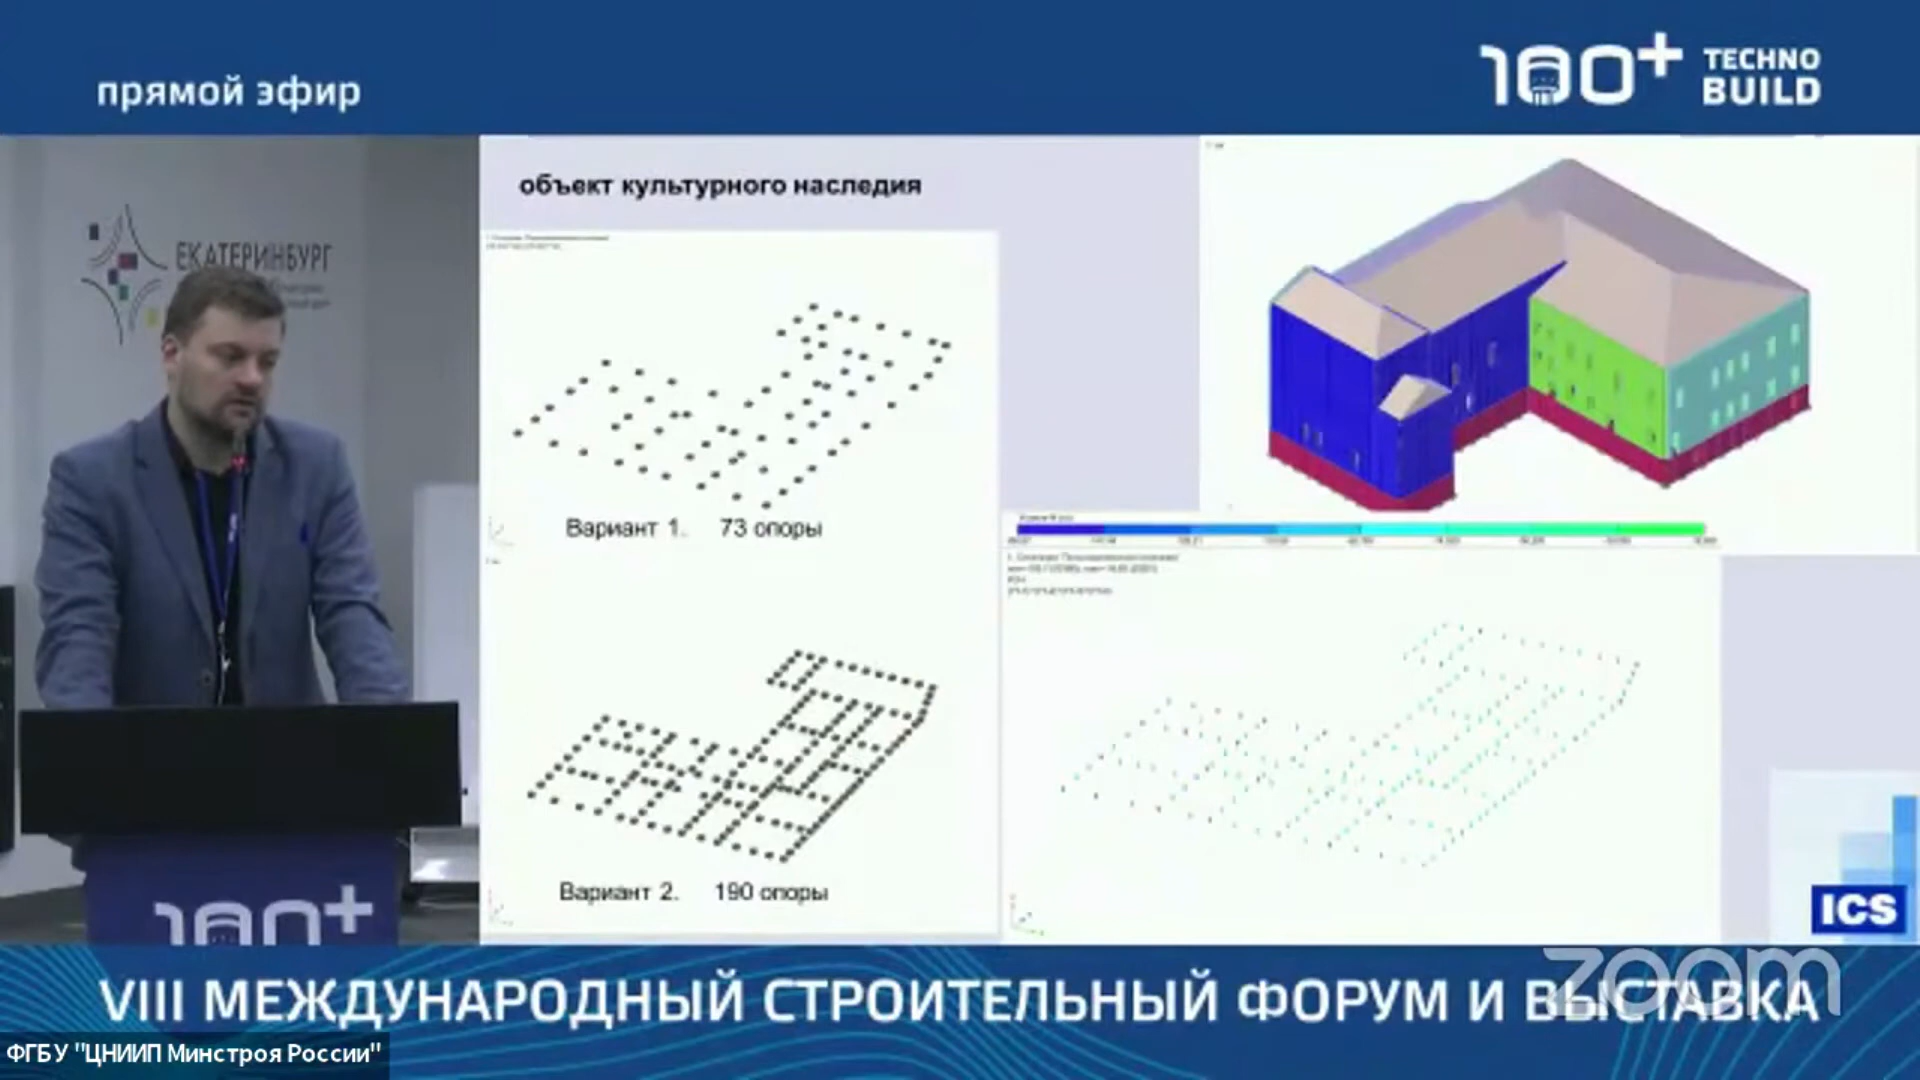 прямой эфир
100+ TECHNO
BUILD
ЕКАТЕРИНБУРГ
объект культурного наследия
Вариант 1. 73 опоры
Вариант 2. 190 опоры
ICS
100+
zoom
VIII МЕЖДУНАРОДНЫЙ СТРОИТЕЛЬНЫЙ ФОРУМ И ВЫСТАВКА
ФГБУ "ЦНИИП Минстроя России"